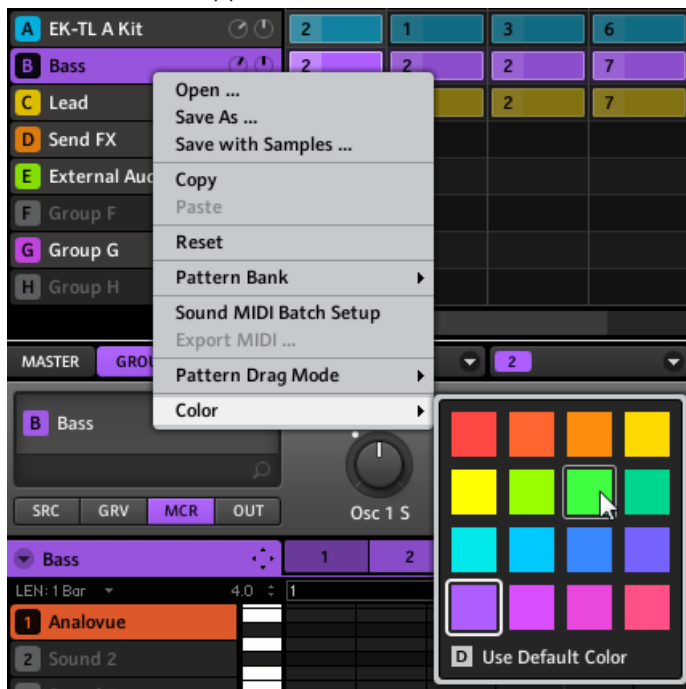 A EK-TL A Kit 2 1 3 6
B Bass 2 2 2 7
C Lead 2 7
D Send FX
E External Aud
F Group F
G Group G
H Group H
Open ...
Save As ...
Save with Samples ...
Copy
Paste
Reset
Pattern Bank
Sound MIDI Batch Setup
Export MIDI ...
Pattern Drag Mode
Color
MASTER GROU 2
B Bass
SRC GRV MCR OUT
Osc 1 S
Bass 1 2
LEN: 1 Bar 4.0 1
1 Analovue
2 Sound 2
D Use Default Color